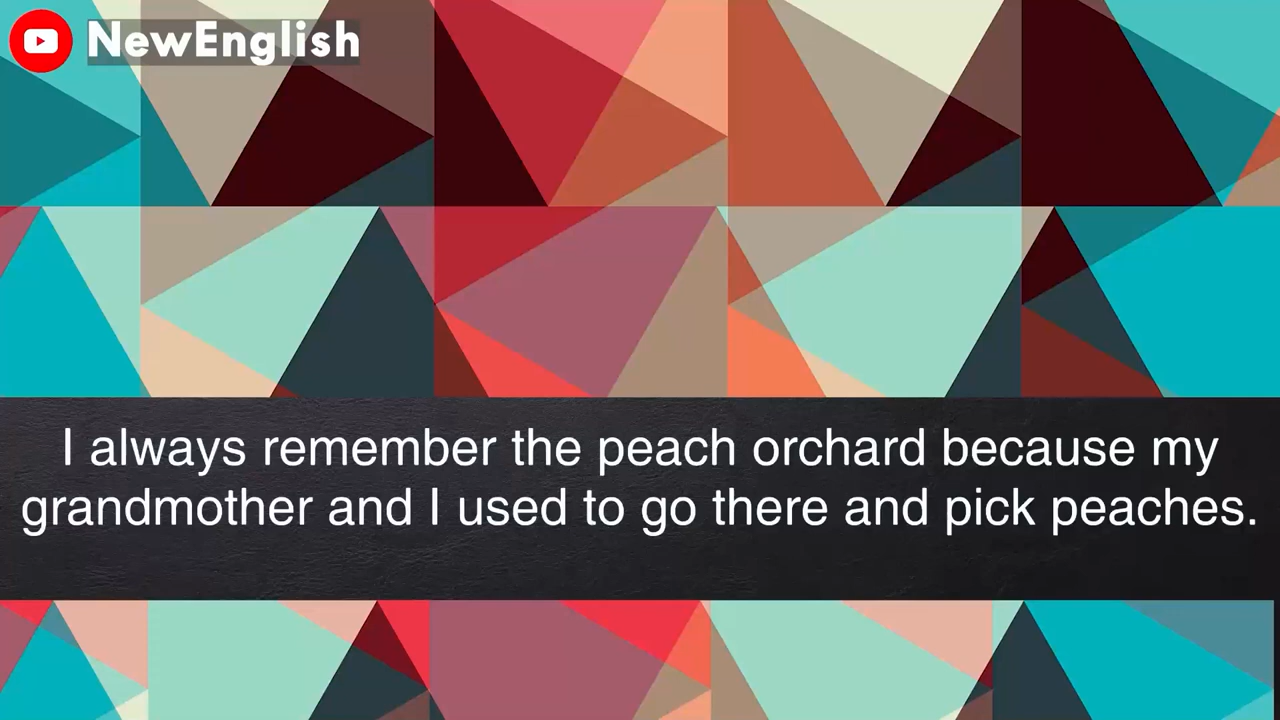 NewEnglish
I always remember the peach orchard because my
grandmother and I used to go there and pick peaches.